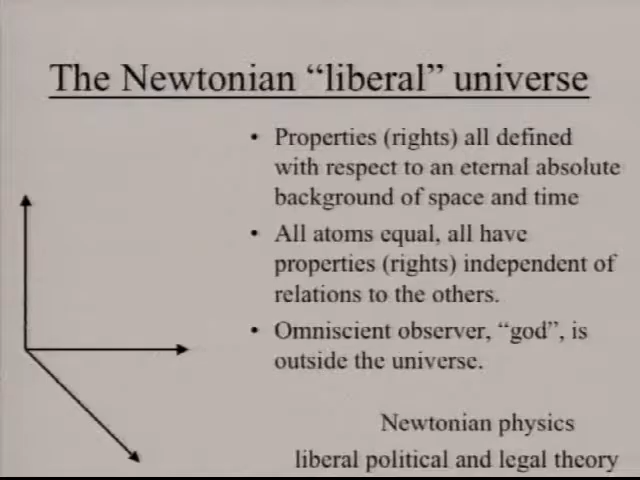 The Newtonian “liberal” universe
• Properties (rights) all defined
with respect to an eternal absolute
background of space and time
• All atoms equal, all have
properties (rights) independent of
relations to the others.
• Omniscient observer, “god”, is
outside the universe.
Newtonian physics
liberal political and legal theory